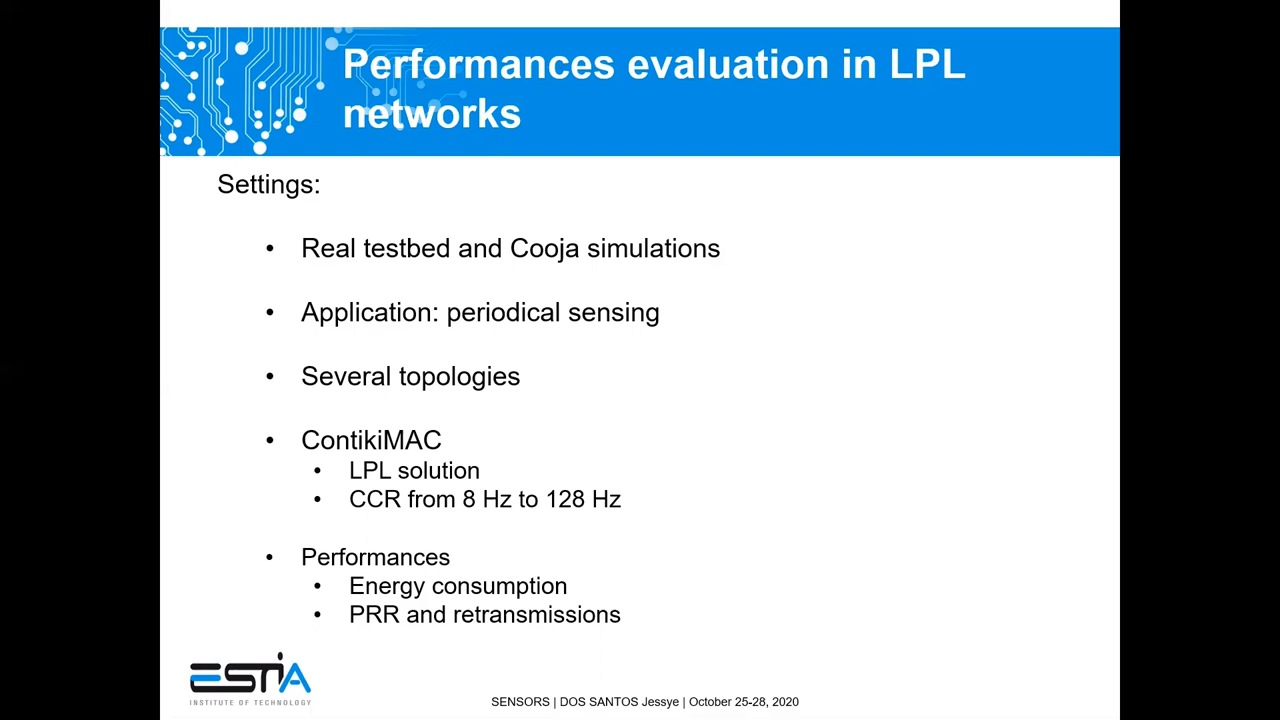 Performances evaluation in LPL
networks
Settings:
• Real testbed and Cooja simulations
• Application: periodical sensing
• Several topologies
• ContikiMAC
• LPL solution
• CCR from 8 Hz to 128 Hz
• Performances
• Energy consumption
• PRR and retransmissions
ESTIA
INSTITUTE OF TECHNOLOGY
SENSORS | DOS SANTOS Jessye | October 25-28, 2020